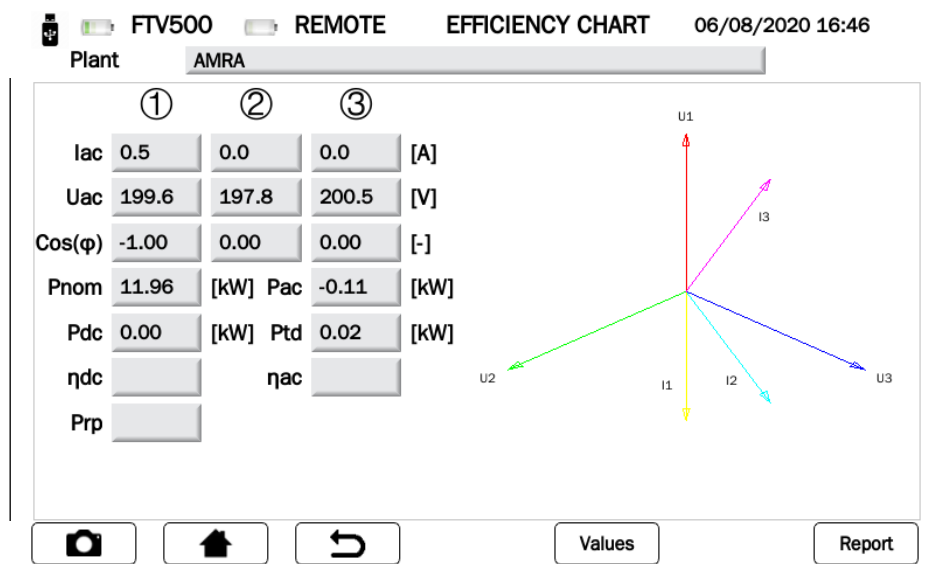 FTV500 REMOTE EFFICIENCY CHART 06/08/2020 16:46
Plant AMRA
① ② ③
Iac 0.5 0.0 0.0 [A]
Uac 199.6 197.8 200.5 [V]
Cos(φ) -1.00 0.00 0.00 [-]
Pnom 11.96 [kW] Pac -0.11 [kW]
Pdc 0.00 [kW] Ptd 0.02 [kW]
ηdc ηac
Prp
U1
I3
U2 I1 I2 U3
Values Report